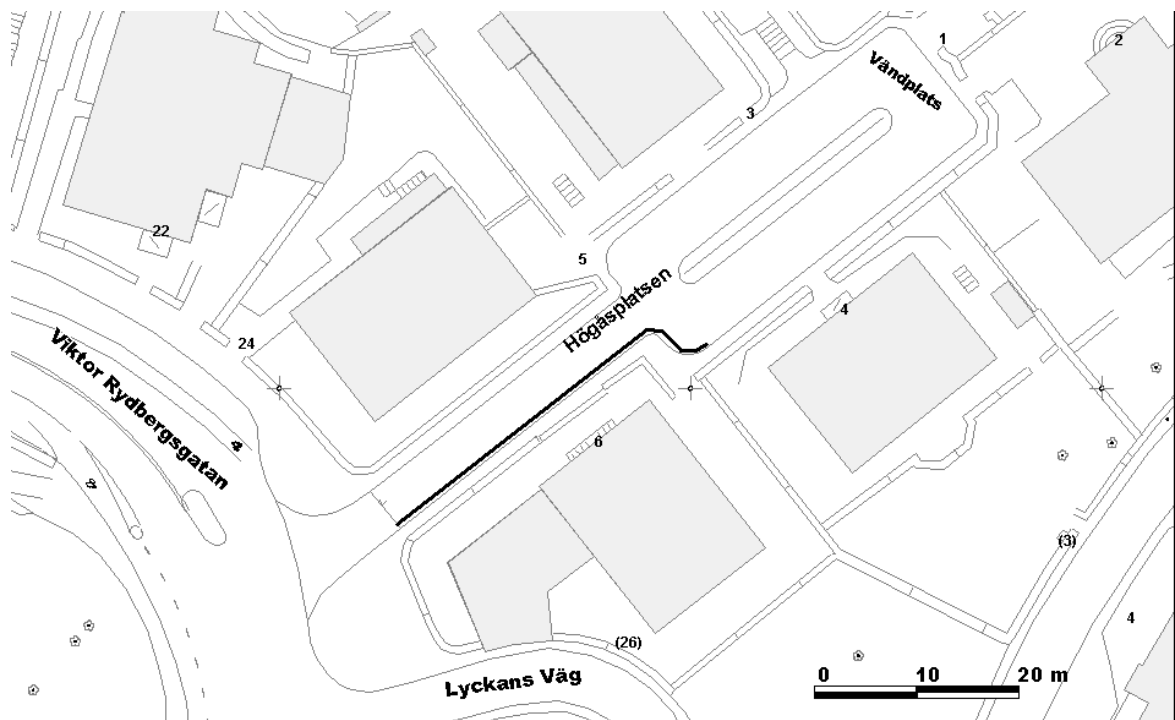 1
2
Vändplats
3
22
5
Högåsplatsen
4
24
Viktor Rydbergsgatan
6
(3)
4
(26)
Lyckans Väg
0 10 20 m